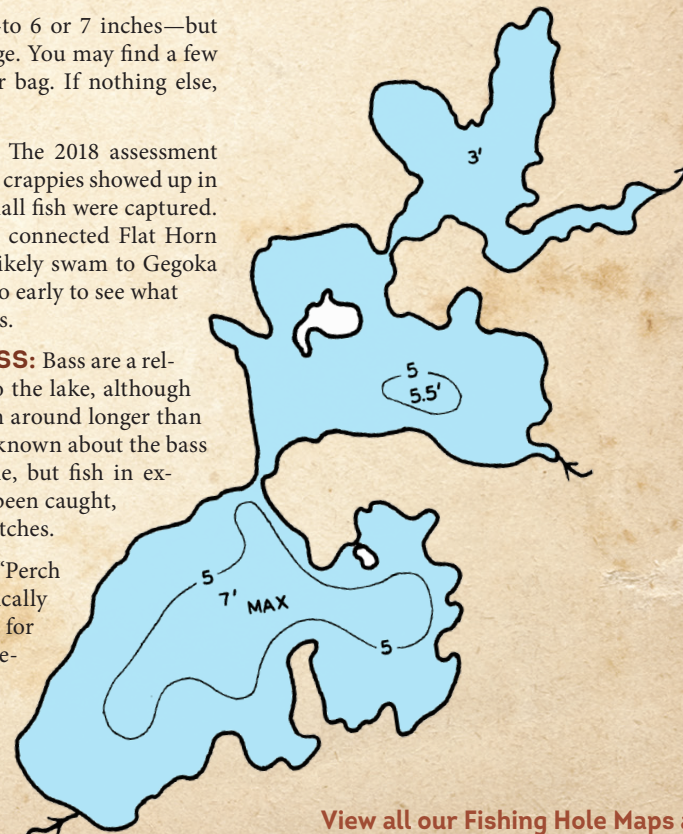 to 6 or 7 inches—but
ge. You may find a few
r bag. If nothing else,
The 2018 assessment
crappies showed up in
all fish were captured.
connected Flat Horn
ikely swam to Gegoka
o early to see what
s.
SS: Bass are a rel-
o the lake, although
n around longer than
known about the bass
e, but fish in ex-
been caught,
tches.
"Perch
cally
for
e-
3'
5
5.5'
5
7' MAX
5
View all our Fishing Hole Maps a